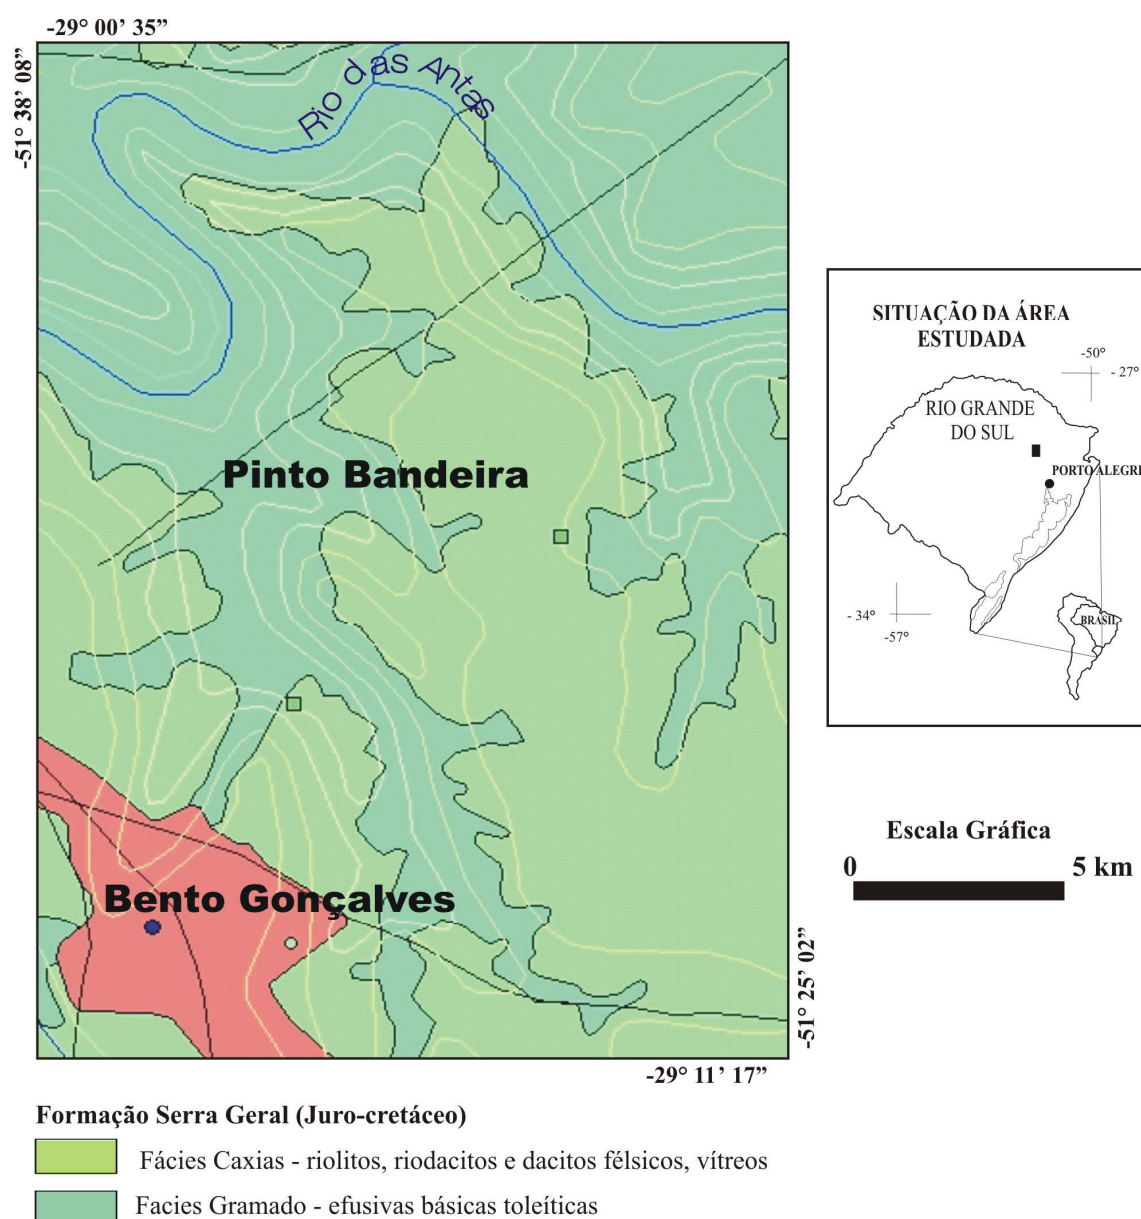 -29° 00' 35”
-51° 38' 08”
Rio das Antas
Pinto Bandeira
Bento Gonçalves
-51° 25' 02”
-29° 11' 17”
SITUAÇÃO DA ÁREA
ESTUDADA
-50°
- 27°
RIO GRANDE
DO SUL
PORTO ALEGRE
- 34°
-57°
BRASIL
Escala Gráfica
0 5 km
Formação Serra Geral (Juro-cretáceo)
Fácies Caxias - riolitos, riodacitos e dacitos félsicos, vítreos
Facies Gramado - efusivas básicas toleíticas